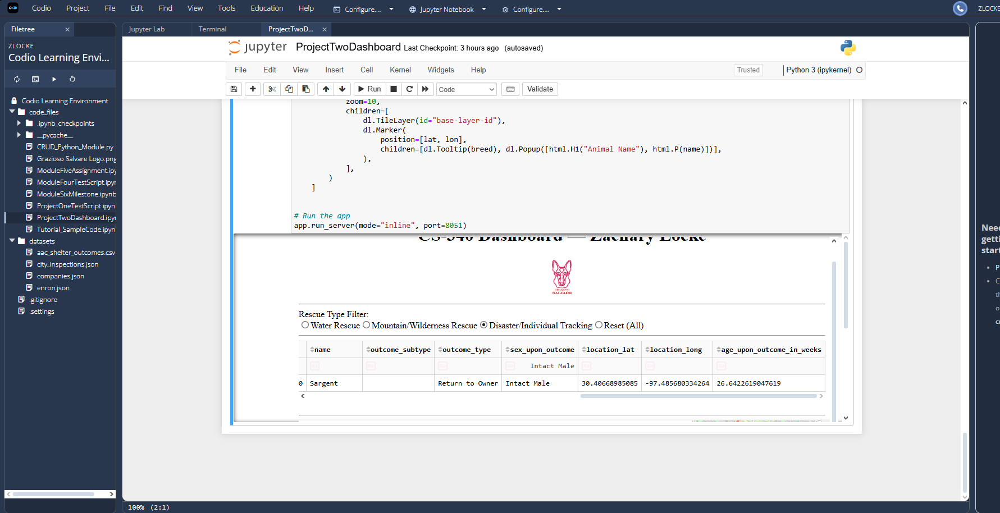 Codio Project File Edit Find View Tools Education Help Configure.... Jupyter Notebook Configure.... ZLOCKE
Filetree
Jupyter Lab Terminal ProjectTwoD...
ZLOCKE
Codio Learning Envi...
Codio Learning Environment
code_files
.ipynb_checkpoints
__pycache__
CRUD_Python_Module.py
Grazioso Salvare Logo.png
ModuleFiveAssignment.ipy
ModuleFourTestScript.ipyn
ModuleSixMilestone.ipynb
ProjectOneTestScript.ipyn
ProjectTwoDashboard.ipyn
Tutorial_SampleCode.ipyn
datasets
aac_shelter_outcomes.csv
city_inspections.json
companies.json
enron.json
.gitignore
.settings
jupyter ProjectTwoDashboard Last Checkpoint: 3 hours ago (autosaved)
File Edit View Insert Cell Kernel Widgets Help Trusted Python 3 (ipykernel)
Run Code Validate
zoom=10,
children=[
dl.TileLayer(id="base-layer-id"),
dl.Marker(
position=[lat, lon],
children=[dl.Tooltip(breed), dl.Popup([html.H1("Animal Name"), html.P(name)])],
),
],
)
]
# Run the app
app.run_server(mode="inline", port=8051)
CS-340 Dashboard — Zachary Locke
GRAZIOSO
SALVARE
Rescue Type Filter:
Water Rescue Mountain/Wilderness Rescue Disaster/Individual Tracking Reset (All)
name outcome_subtype outcome_type sex_upon_outcome location_lat location_long age_upon_outcome_in_weeks
Intact Male
0 Sargent Return to Owner Intact Male 30.40668985085 -97.485680334264 26.6422619047619
Nee
getti
start
P
C
th
o
100% (2:1)